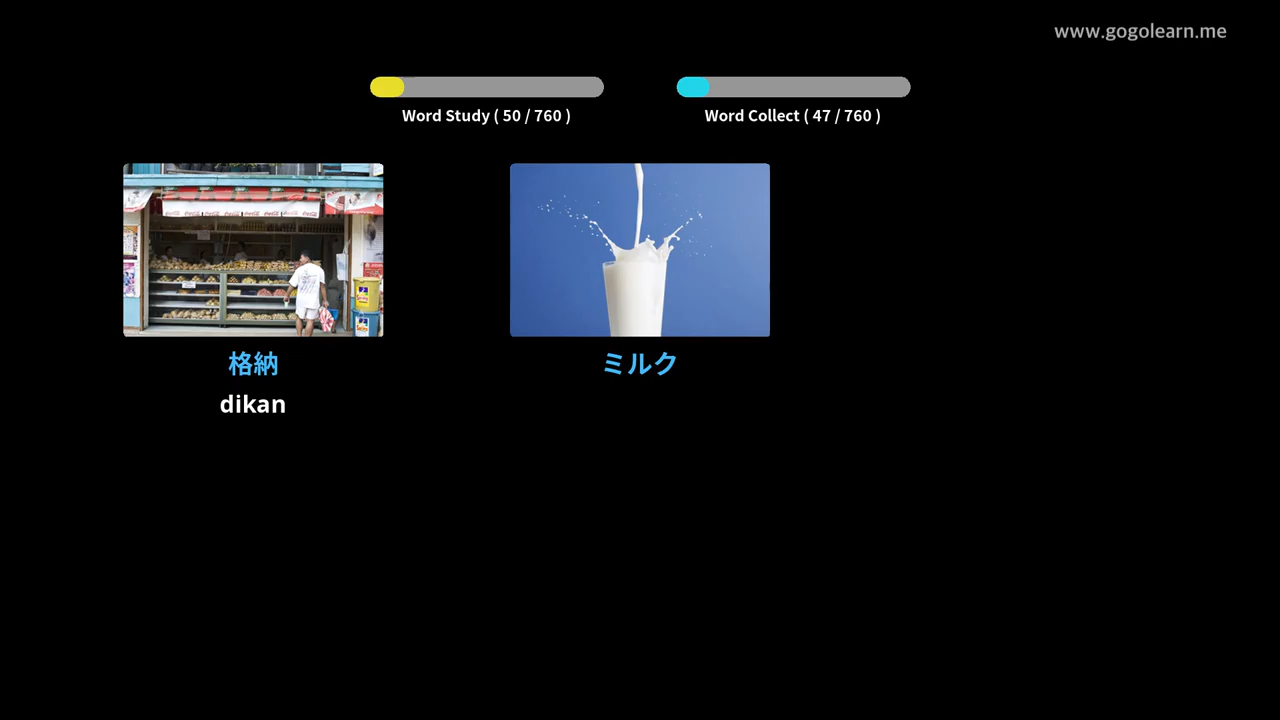 www.gogolearn.me
Word Study ( 50 / 760 )
Word Collect ( 47 / 760 )
格納
ミルク
dikan